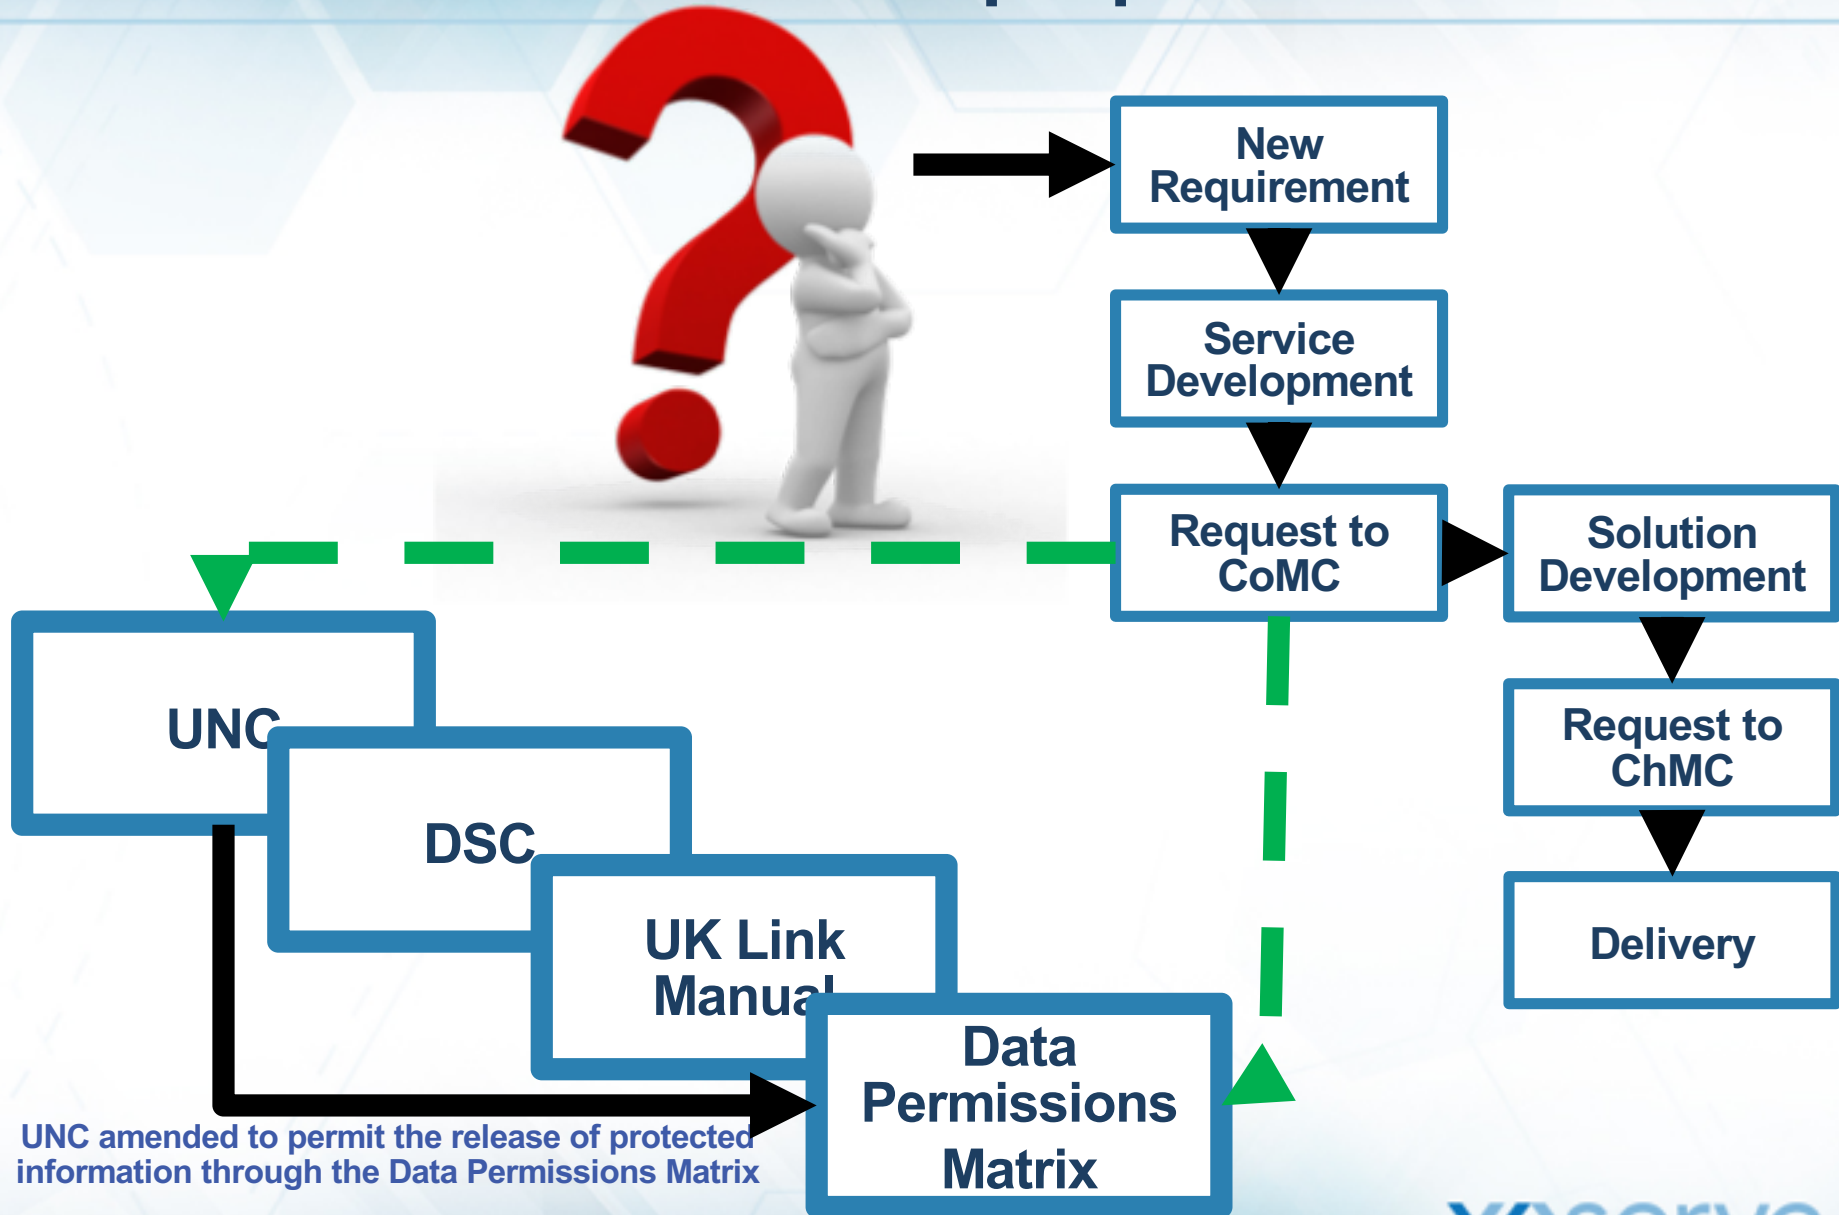 New
Requirement
Service
Development
Request to
CoMC
Solution
Development
Request to
ChMC
Delivery
UNC
DSC
UK Link
Manual
Data
Permissions
Matrix
UNC amended to permit the release of protected
information through the Data Permissions Matrix